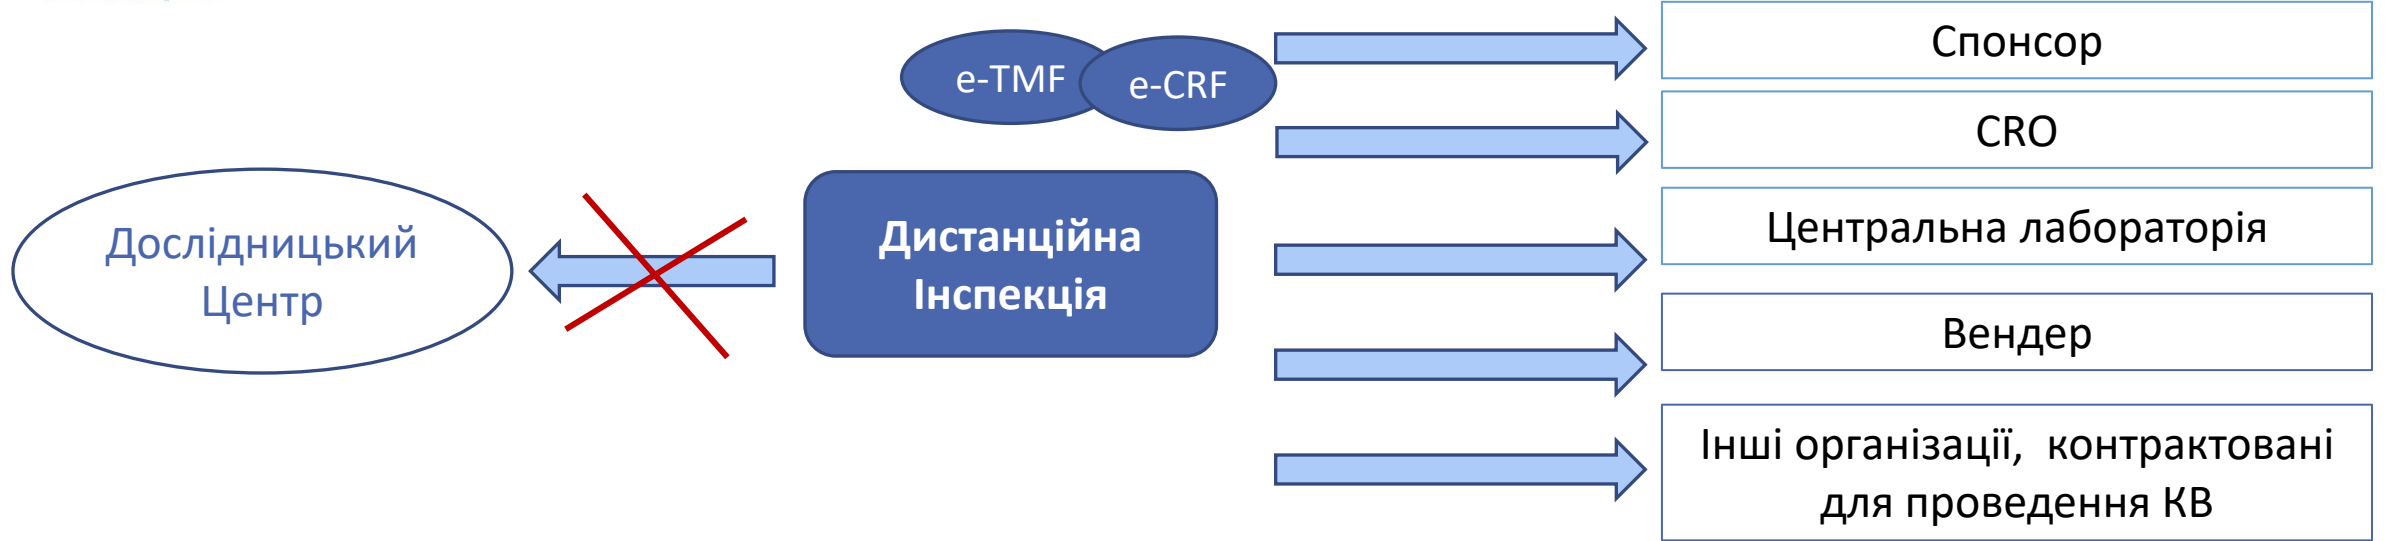 Дослідницький
Центр
e-TMF
e-CRF
Дистанційна
Інспекція
Спонсор
CRO
Центральна лабораторія
Вендер
Інші організації, контрактовані
для проведення КВ